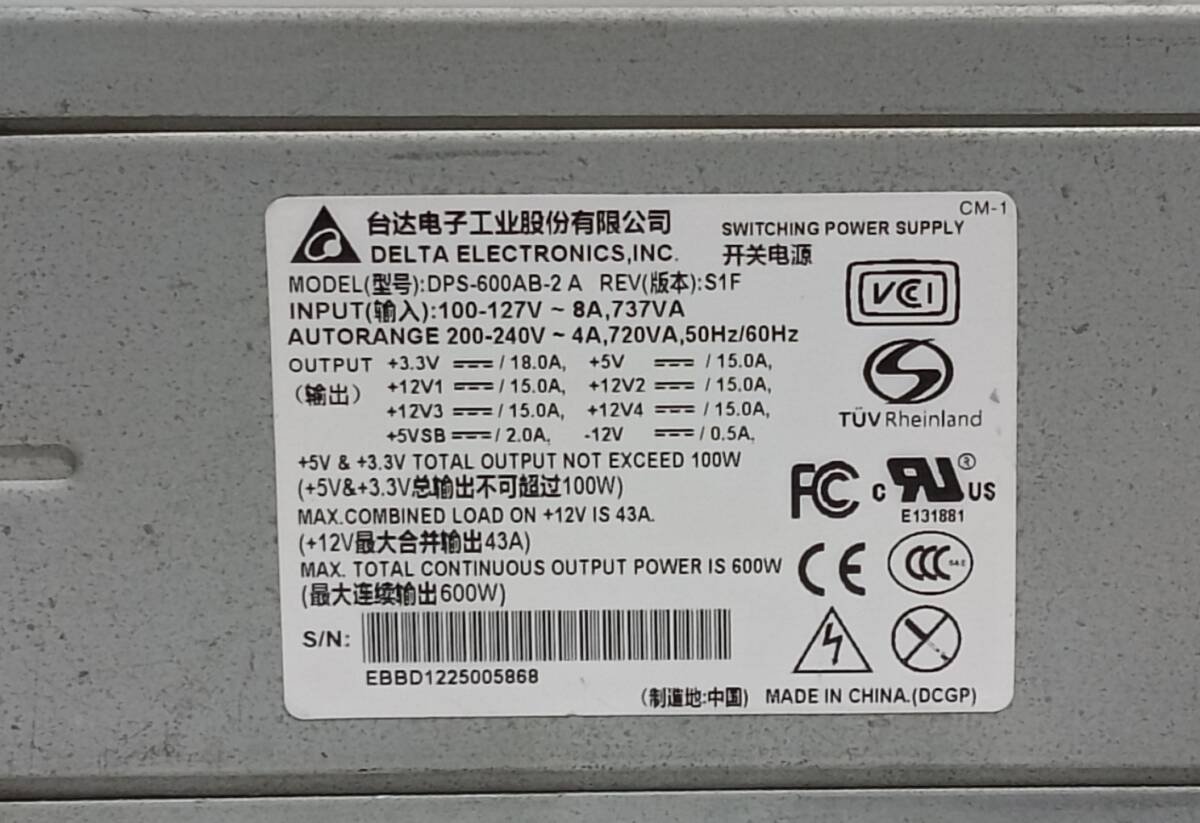 CM-1
台达电子工业股份有限公司
DELTA ELECTRONICS,INC.
SWITCHING POWER SUPPLY
开关电源
MODEL(型号):DPS-600AB-2 A REV(版本):S1F
INPUT(输入):100-127V ~ 8A,737VA
AUTORANGE 200-240V ~ 4A,720VA,50Hz/60Hz
OUTPUT +3.3V / 18.0A, +5V / 15.0A,
(输出) +12V1 / 15.0A, +12V2 / 15.0A,
+12V3 / 15.0A, +12V4 / 15.0A,
+5VSB / 2.0A, -12V / 0.5A,
+5V & +3.3V TOTAL OUTPUT NOT EXCEED 100W
(+5V&+3.3V总输出不可超过100W)
MAX.COMBINED LOAD ON +12V IS 43A.
(+12V最大合并输出43A)
MAX. TOTAL CONTINUOUS OUTPUT POWER IS 600W
(最大连续输出600W)
S/N:
EBBD1225005868
(制造地:中国) MADE IN CHINA.(DCGP)
VCCI
TÜV Rheinland
FC c RU ® US
E131881
CE CCC